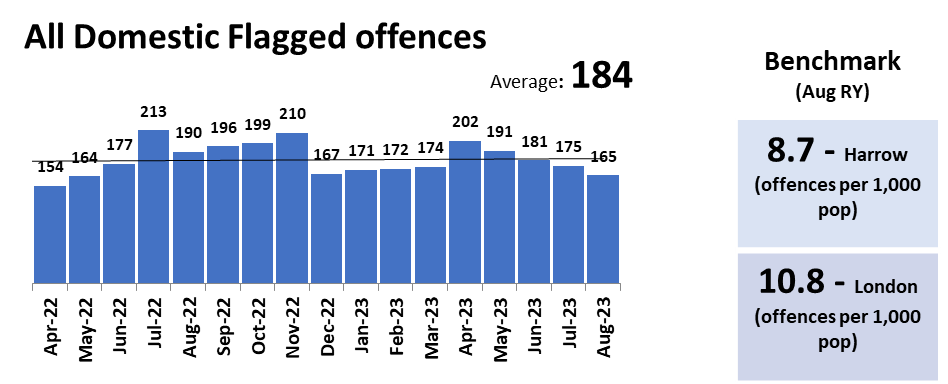 All Domestic Flagged offences
Average: 184
154 164 177 213 190 196 199 210 167 171 172 174 202 191 181 175 165
Apr-22 May-22 Jun-22 Jul-22 Aug-22 Sep-22 Oct-22 Nov-22 Dec-22 Jan-23 Feb-23 Mar-23 Apr-23 May-23 Jun-23 Jul-23 Aug-23
Benchmark
(Aug RY)
8.7 - Harrow
(offences per 1,000
pop)
10.8 - London
(offences per 1,000
pop)